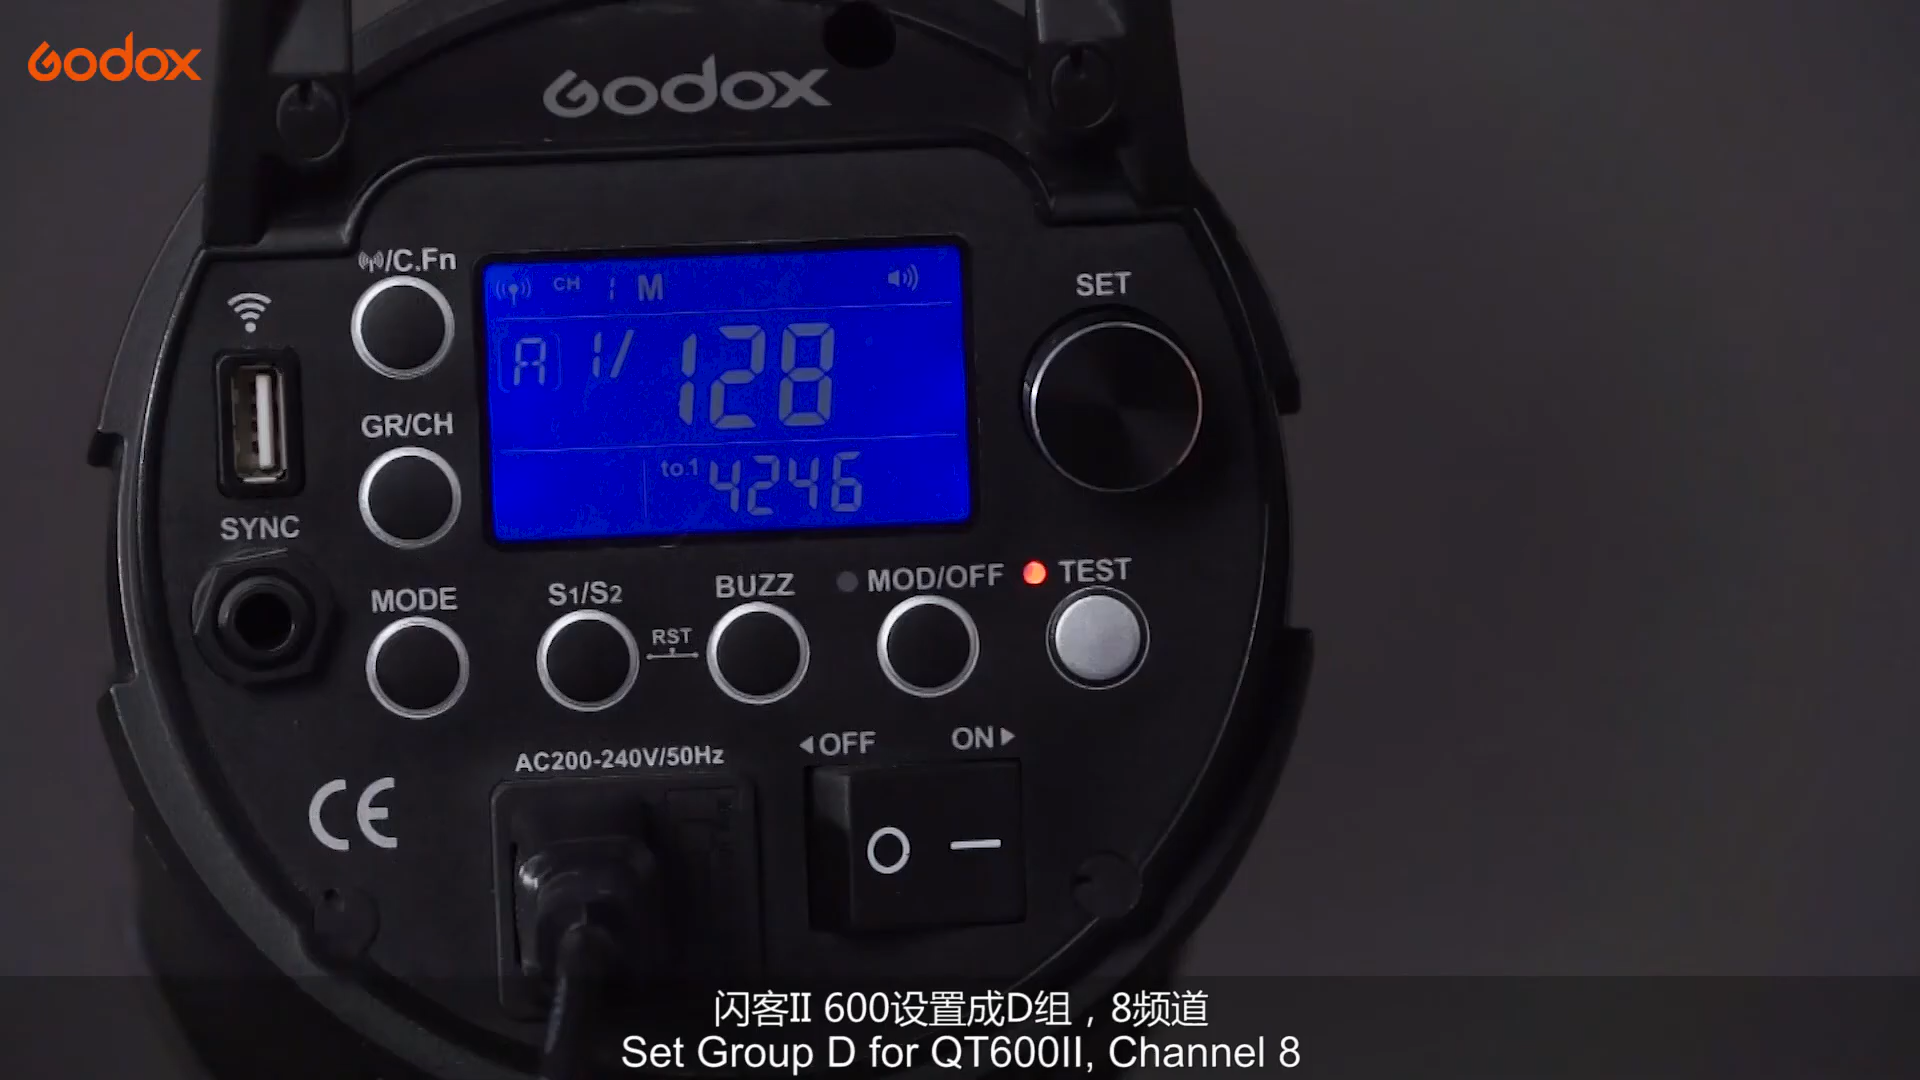 Godox
Godox
/C.Fn
CH 1 M
A 1/128
to.1 4246
SET
GR/CH
SYNC
MODE
S1/S2
RST
BUZZ
MOD/OFF
TEST
AC200-240V/50Hz
◀OFF
ON▶
CE
O —
闪客II 600设置成D组，8频道
Set Group D for QT600II, Channel 8